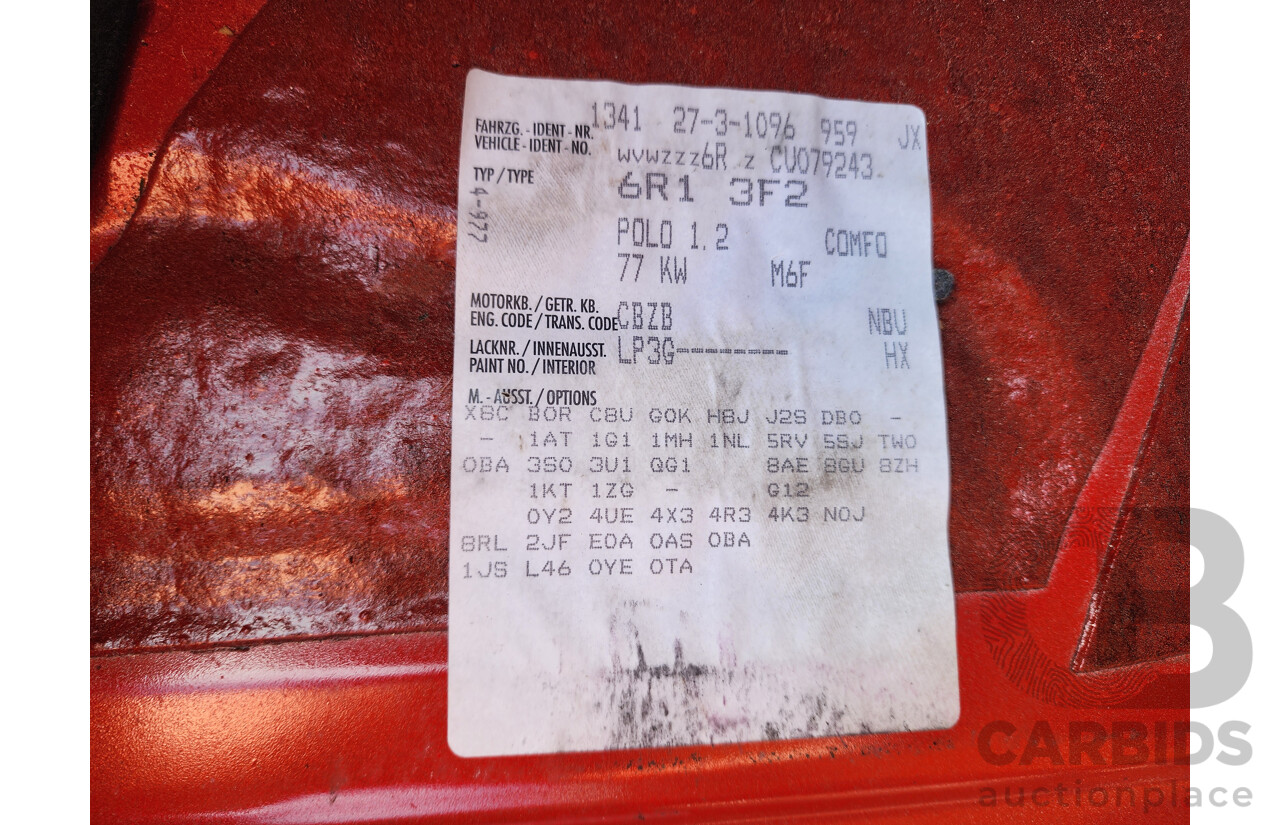 1341 27-3-1096 959 JX
FAHRZG. - IDENT - NR.
VEHICLE - IDENT - NO. WVWZZZ6R Z CU079243
TYP / TYPE 6R1 3F2
4-977
POLO 1.2 COMFO
77 KW M6F
MOTORKB. / GETR. KB.
ENG. CODE / TRANS. CODE CBZB NBU
LACKNR. / INNENAUSST. LP3G-------- HX
PAINT NO. / INTERIOR
M. - AUSST. / OPTIONS
X8C B0R C8U G0K H8J J2S DB0 -
- 1AT 1G1 1MH 1NL 5RV 5SJ TW0
0BA 3S0 3U1 QG1 8AE 8GU 8ZH
1KT 1ZG - G12
0Y2 4UE 4X3 4R3 4K3 N0J
8RL 2JF E0A 0AS 0BA
1JS L46 0YE 0TA
CB
CARBIDS
auctionplace